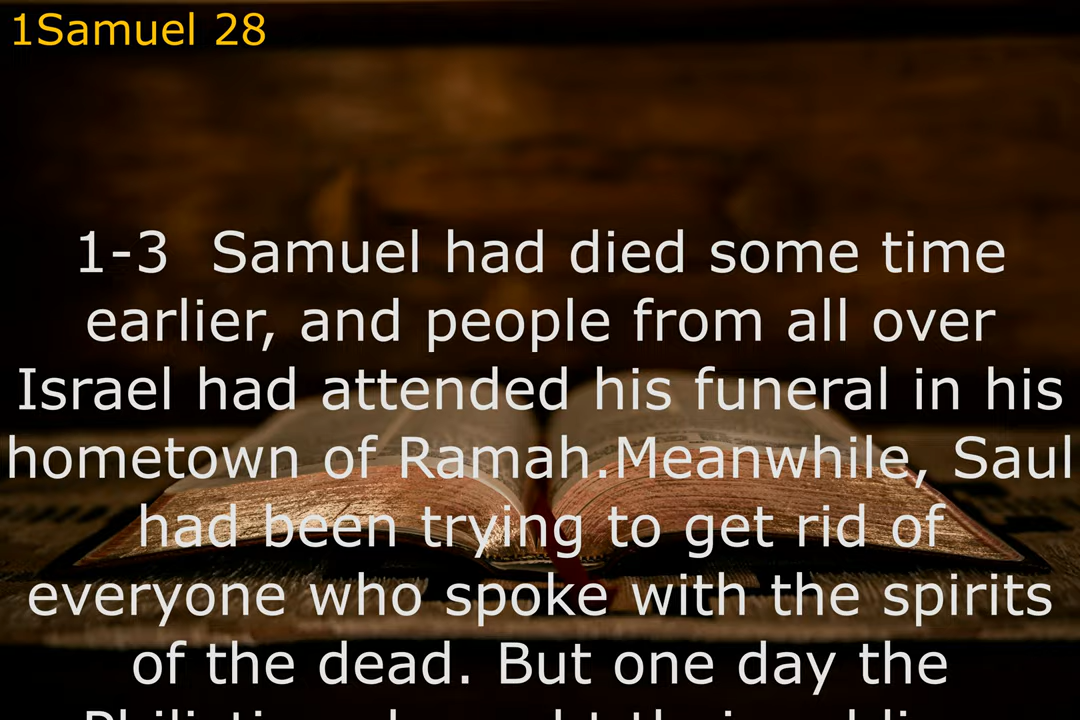 1Samuel 28
1-3  Samuel had died some time
earlier, and people from all over
Israel had attended his funeral in his
hometown of Ramah.Meanwhile, Saul
had been trying to get rid of
everyone who spoke with the spirits
of the dead. But one day the